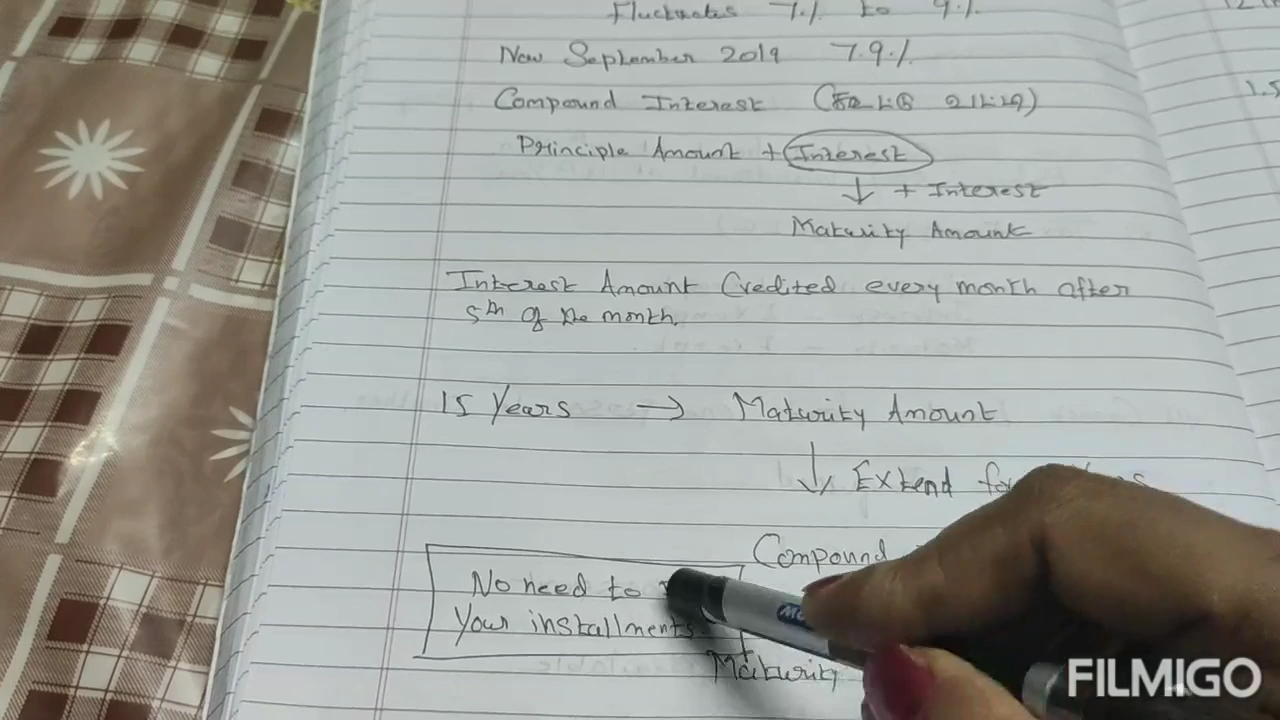 Fluctuates 7.% to 9.%
Now September 2019 7.9.%
Compound Interest (கூட்டு வட்டி)
Principle Amount + Interest
↓ + Interest
Maturity Amount
Interest Amount Credited every month after
5th of the month.
15 Years → Maturity Amount
↓ Extend for
Compound
No need to
Your installments.
Maturity
FILMIGO